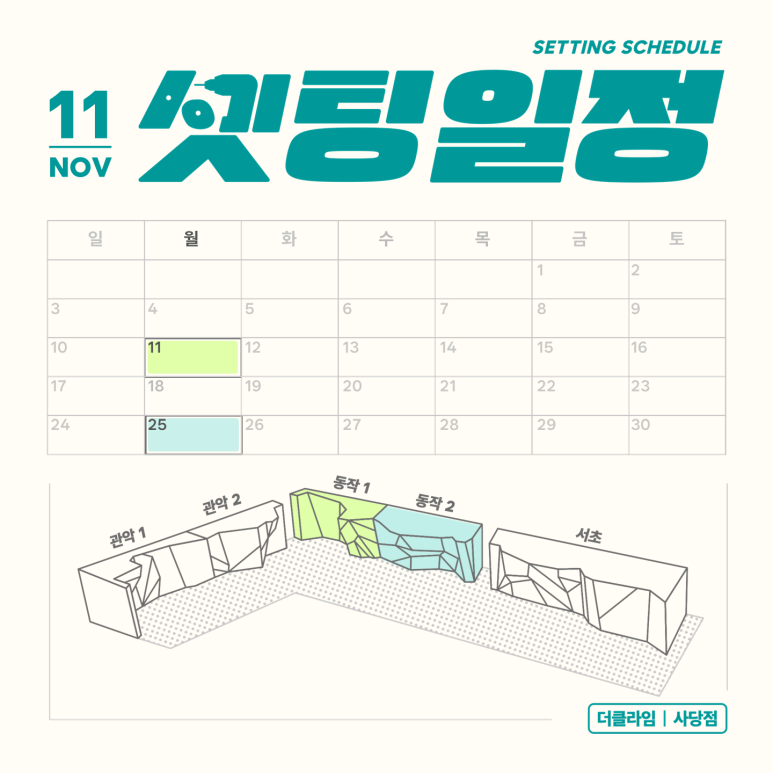 SETTING SCHEDULE
11
NOV
셋팅일정
일 월 화 수 목 금 토
1 2
3 4 5 6 7 8 9
10 11 12 13 14 15 16
17 18 19 20 21 22 23
24 25 26 27 28 29 30
관악 1
관악 2
동작 1
동작 2
서초
더클라임 | 사당점